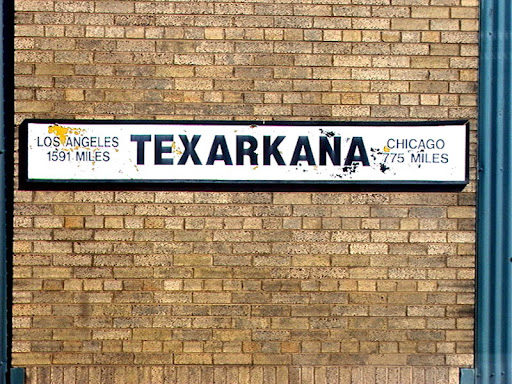 LOS ANGELES
1591 MILES
TEXARKANA
CHICAGO
775 MILES